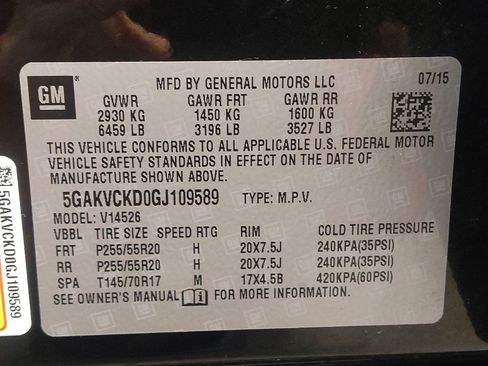 GM
MFD BY GENERAL MOTORS LLC
07/15
GVWR GAWR FRT GAWR RR
2930 KG 1450 KG 1600 KG
6459 LB 3196 LB 3527 LB
THIS VEHICLE CONFORMS TO ALL APPLICABLE U.S. FEDERAL MOTOR
VEHICLE SAFETY STANDARDS IN EFFECT ON THE DATE OF
MANUFACTURE SHOWN ABOVE.
5GAKVCKD0GJ109589 TYPE: M.P.V.
MODEL: V14526
VBBL TIRE SIZE SPEED RTG RIM COLD TIRE PRESSURE
FRT P255/55R20 H 20X7.5J 240KPA(35PSI)
RR P255/55R20 H 20X7.5J 240KPA(35PSI)
SPA T145/70R17 M 17X4.5B 420KPA(60PSI)
SEE OWNER'S MANUAL FOR MORE INFORMATION.
5GAKVCKD0GJ109589